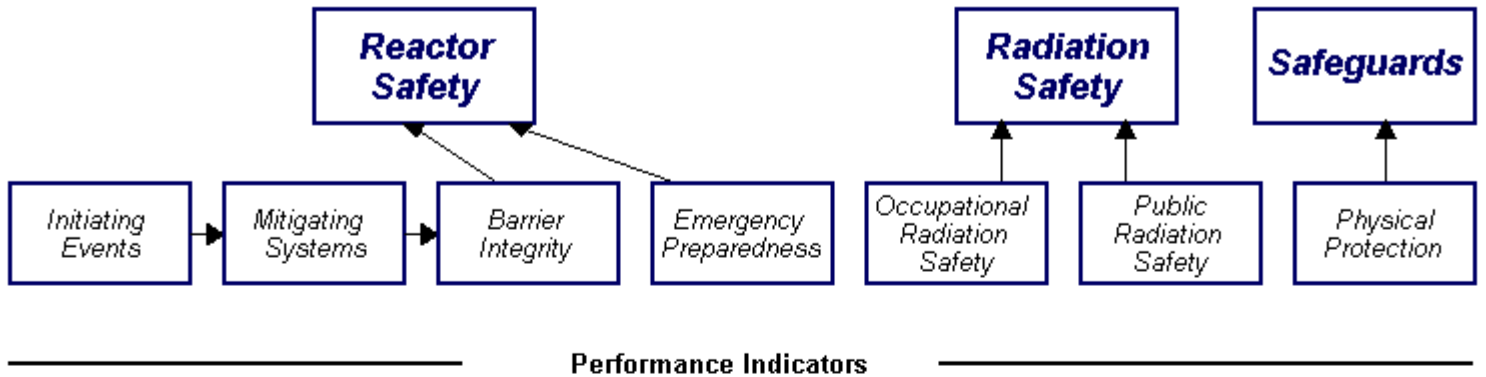 Reactor
Safety
Radiation
Safety
Safeguards
Initiating
Events
Mitigating
Systems
Barrier
Integrity
Emergency
Preparedness
Occupational
Radiation
Safety
Public
Radiation
Safety
Physical
Protection
Performance Indicators